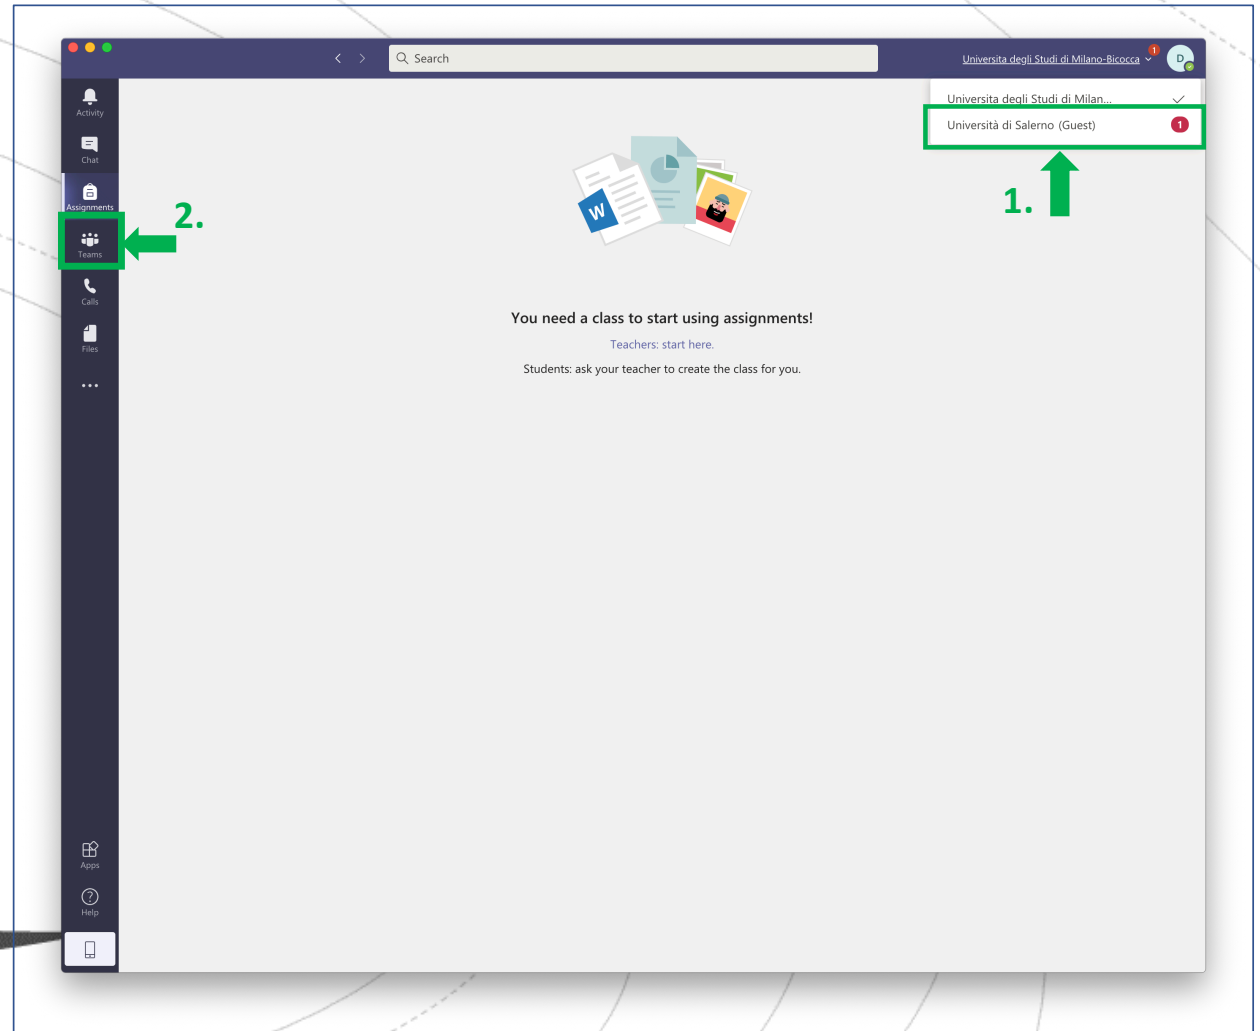 Search
Universita degli Studi di Milano-Bicocca
1
D
Universita degli Studi di Milan...
Università di Salerno (Guest)
1
1.
Activity
Chat
Assignments
2.
Teams
Calls
Files
W
You need a class to start using assignments!
Teachers: start here.
Students: ask your teacher to create the class for you.
Apps
Help